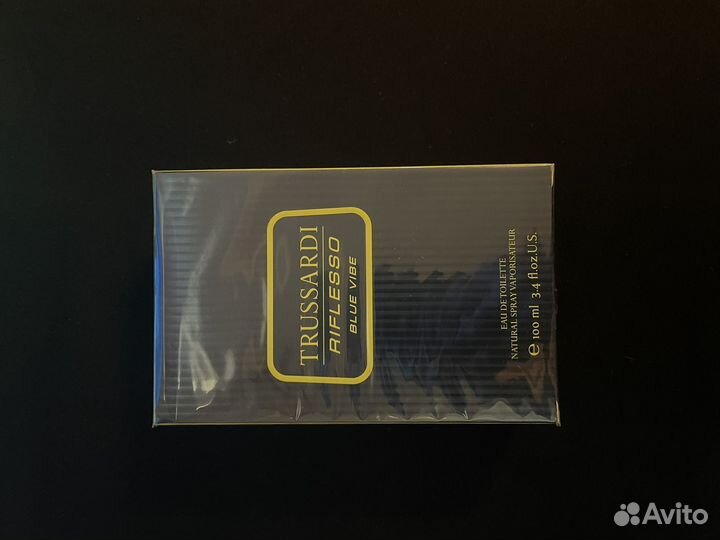 TRUSSARDI
RIFLESSO
BLUE VIBE
EAU DE TOILETTE
NATURAL SPRAY VAPORISATEUR
e 100 ml 3.4 fl.oz.U.S.
Avito